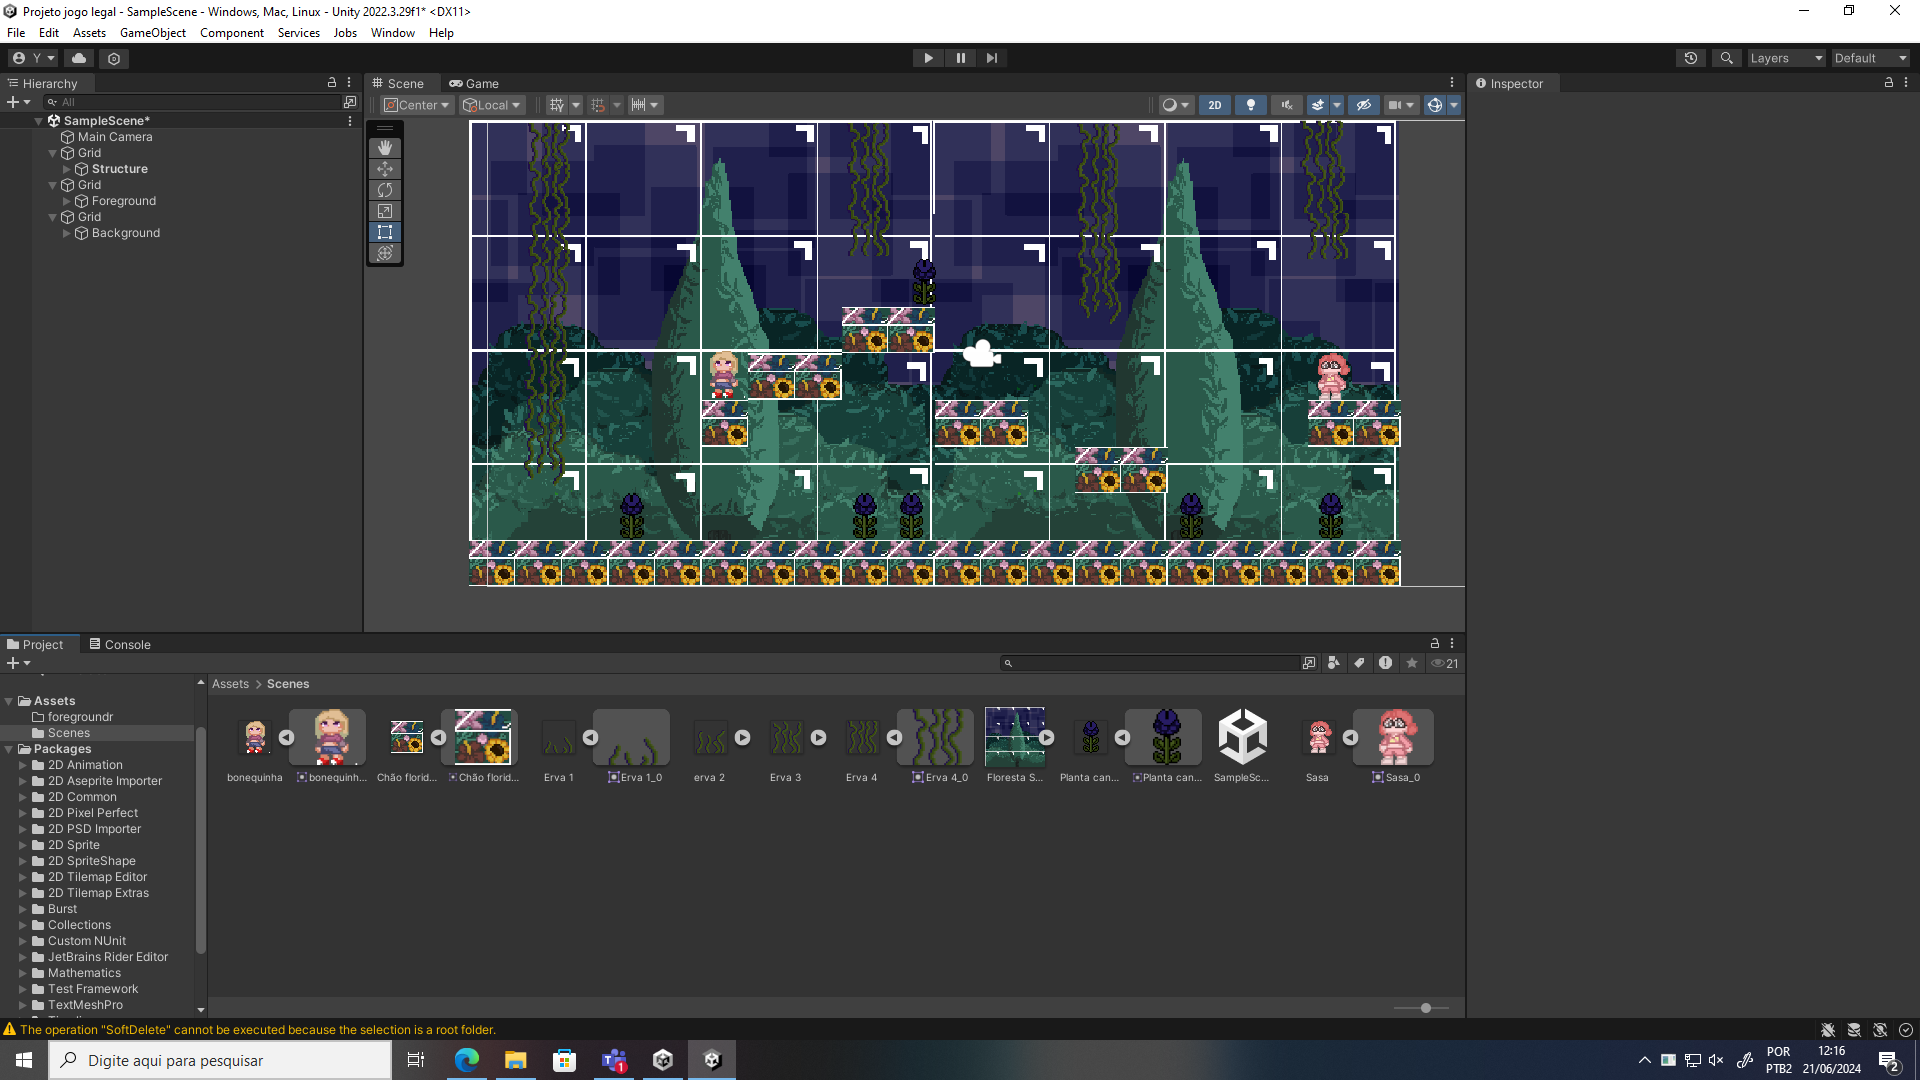 Projeto jogo legal - SampleScene - Windows, Mac, Linux - Unity 2022.3.29f1* <DX11>
File Edit Assets GameObject Component Services Jobs Window Help
Y
Layers Default
Hierarchy
All
SampleScene*
Main Camera
Grid
Structure
Grid
Foreground
Grid
Background
Scene Game
Center Local
2D
Inspector
Project Console
21
Assets > Scenes
Assets
foregroundr
Scenes
Packages
2D Animation
2D Aseprite Importer
2D Common
2D Pixel Perfect
2D PSD Importer
2D Sprite
2D SpriteShape
2D Tilemap Editor
2D Tilemap Extras
Burst
Collections
Custom NUnit
JetBrains Rider Editor
Mathematics
Test Framework
TextMeshPro
bonequinha bonequinh... Chão florid... Chão florid... Erva 1 Erva 1_0 erva 2 Erva 3 Erva 4 Erva 4_0 Floresta S... Planta can... Planta can... SampleSc... Sasa Sasa_0
The operation "SoftDelete" cannot be executed because the selection is a root folder.
Digite aqui para pesquisar
1
POR
PTB2
12:16
21/06/2024
2